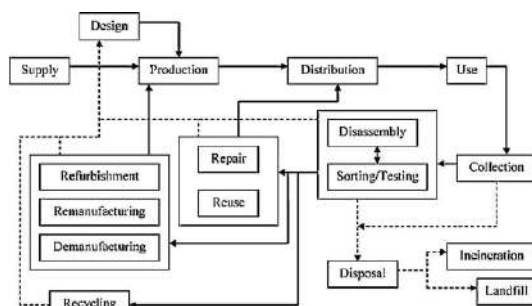 Design
Supply
Production
Distribution
Use
Disassembly
Repair
Sorting/Testing
Collection
Refurbishment
Reuse
Remanufacturing
Demanufacturing
Incineration
Disposal
Landfill
Recycling